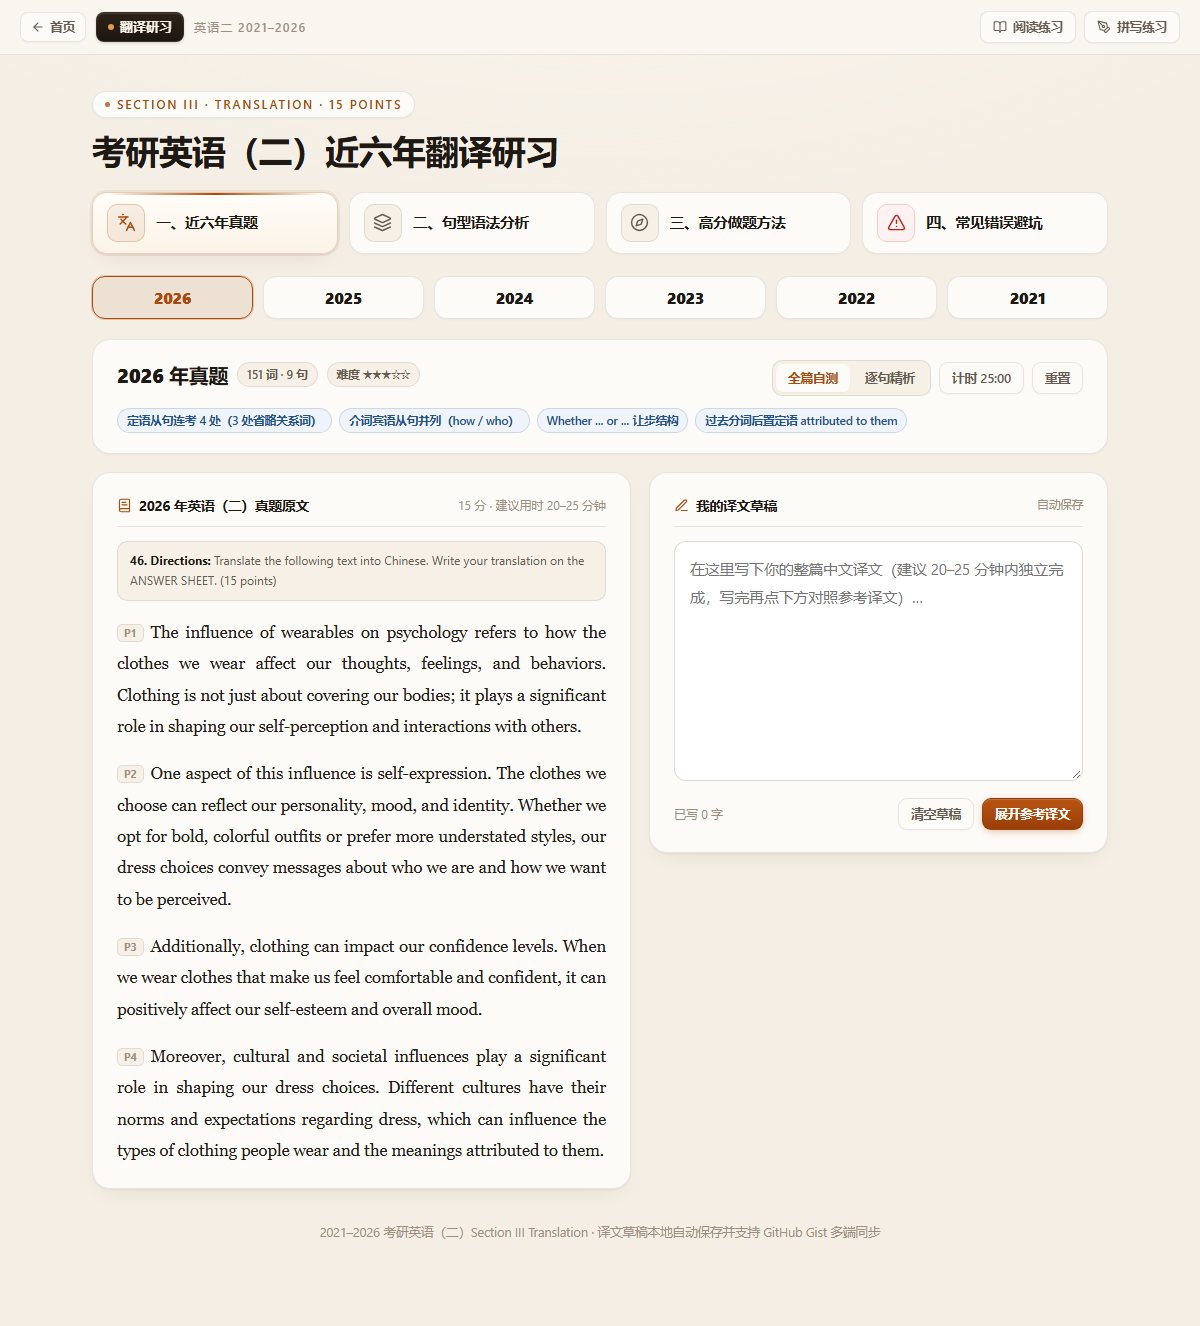 首页
翻译研习
英语二 2021–2026
阅读练习
拼写练习
SECTION III · TRANSLATION · 15 POINTS
考研英语（二）近六年翻译研习
一、近六年真题
二、句型语法分析
三、高分做题方法
四、常见错误避坑
2026
2025
2024
2023
2022
2021
2026 年真题
151 词 · 9 句
难度 ★★★☆☆
全篇自测
逐句精析
计时 25:00
重置
定语从句连考 4 处（3 处省略关系词）
介词宾语从句并列（how / who）
Whether ... or ... 让步结构
过去分词后置定语 attributed to them
2026 年英语（二）真题原文
15 分 · 建议用时 20–25 分钟
46. Directions: Translate the following text into Chinese. Write your translation on the
ANSWER SHEET. (15 points)
P1 The influence of wearables on psychology refers to how the
clothes we wear affect our thoughts, feelings, and behaviors.
Clothing is not just about covering our bodies; it plays a significant
role in shaping our self-perception and interactions with others.
P2 One aspect of this influence is self-expression. The clothes we
choose can reflect our personality, mood, and identity. Whether we
opt for bold, colorful outfits or prefer more understated styles, our
dress choices convey messages about who we are and how we want
to be perceived.
P3 Additionally, clothing can impact our confidence levels. When
we wear clothes that make us feel comfortable and confident, it can
positively affect our self-esteem and overall mood.
P4 Moreover, cultural and societal influences play a significant
role in shaping our dress choices. Different cultures have their
norms and expectations regarding dress, which can influence the
types of clothing people wear and the meanings attributed to them.
我的译文草稿
自动保存
在这里写下你的整篇中文译文（建议 20–25 分钟内独立完
成，写完再点下方对照参考译文）...
已写 0 字
清空草稿
展开参考译文
2021–2026 考研英语（二）Section III Translation · 译文草稿本地自动保存并支持 GitHub Gist 多端同步